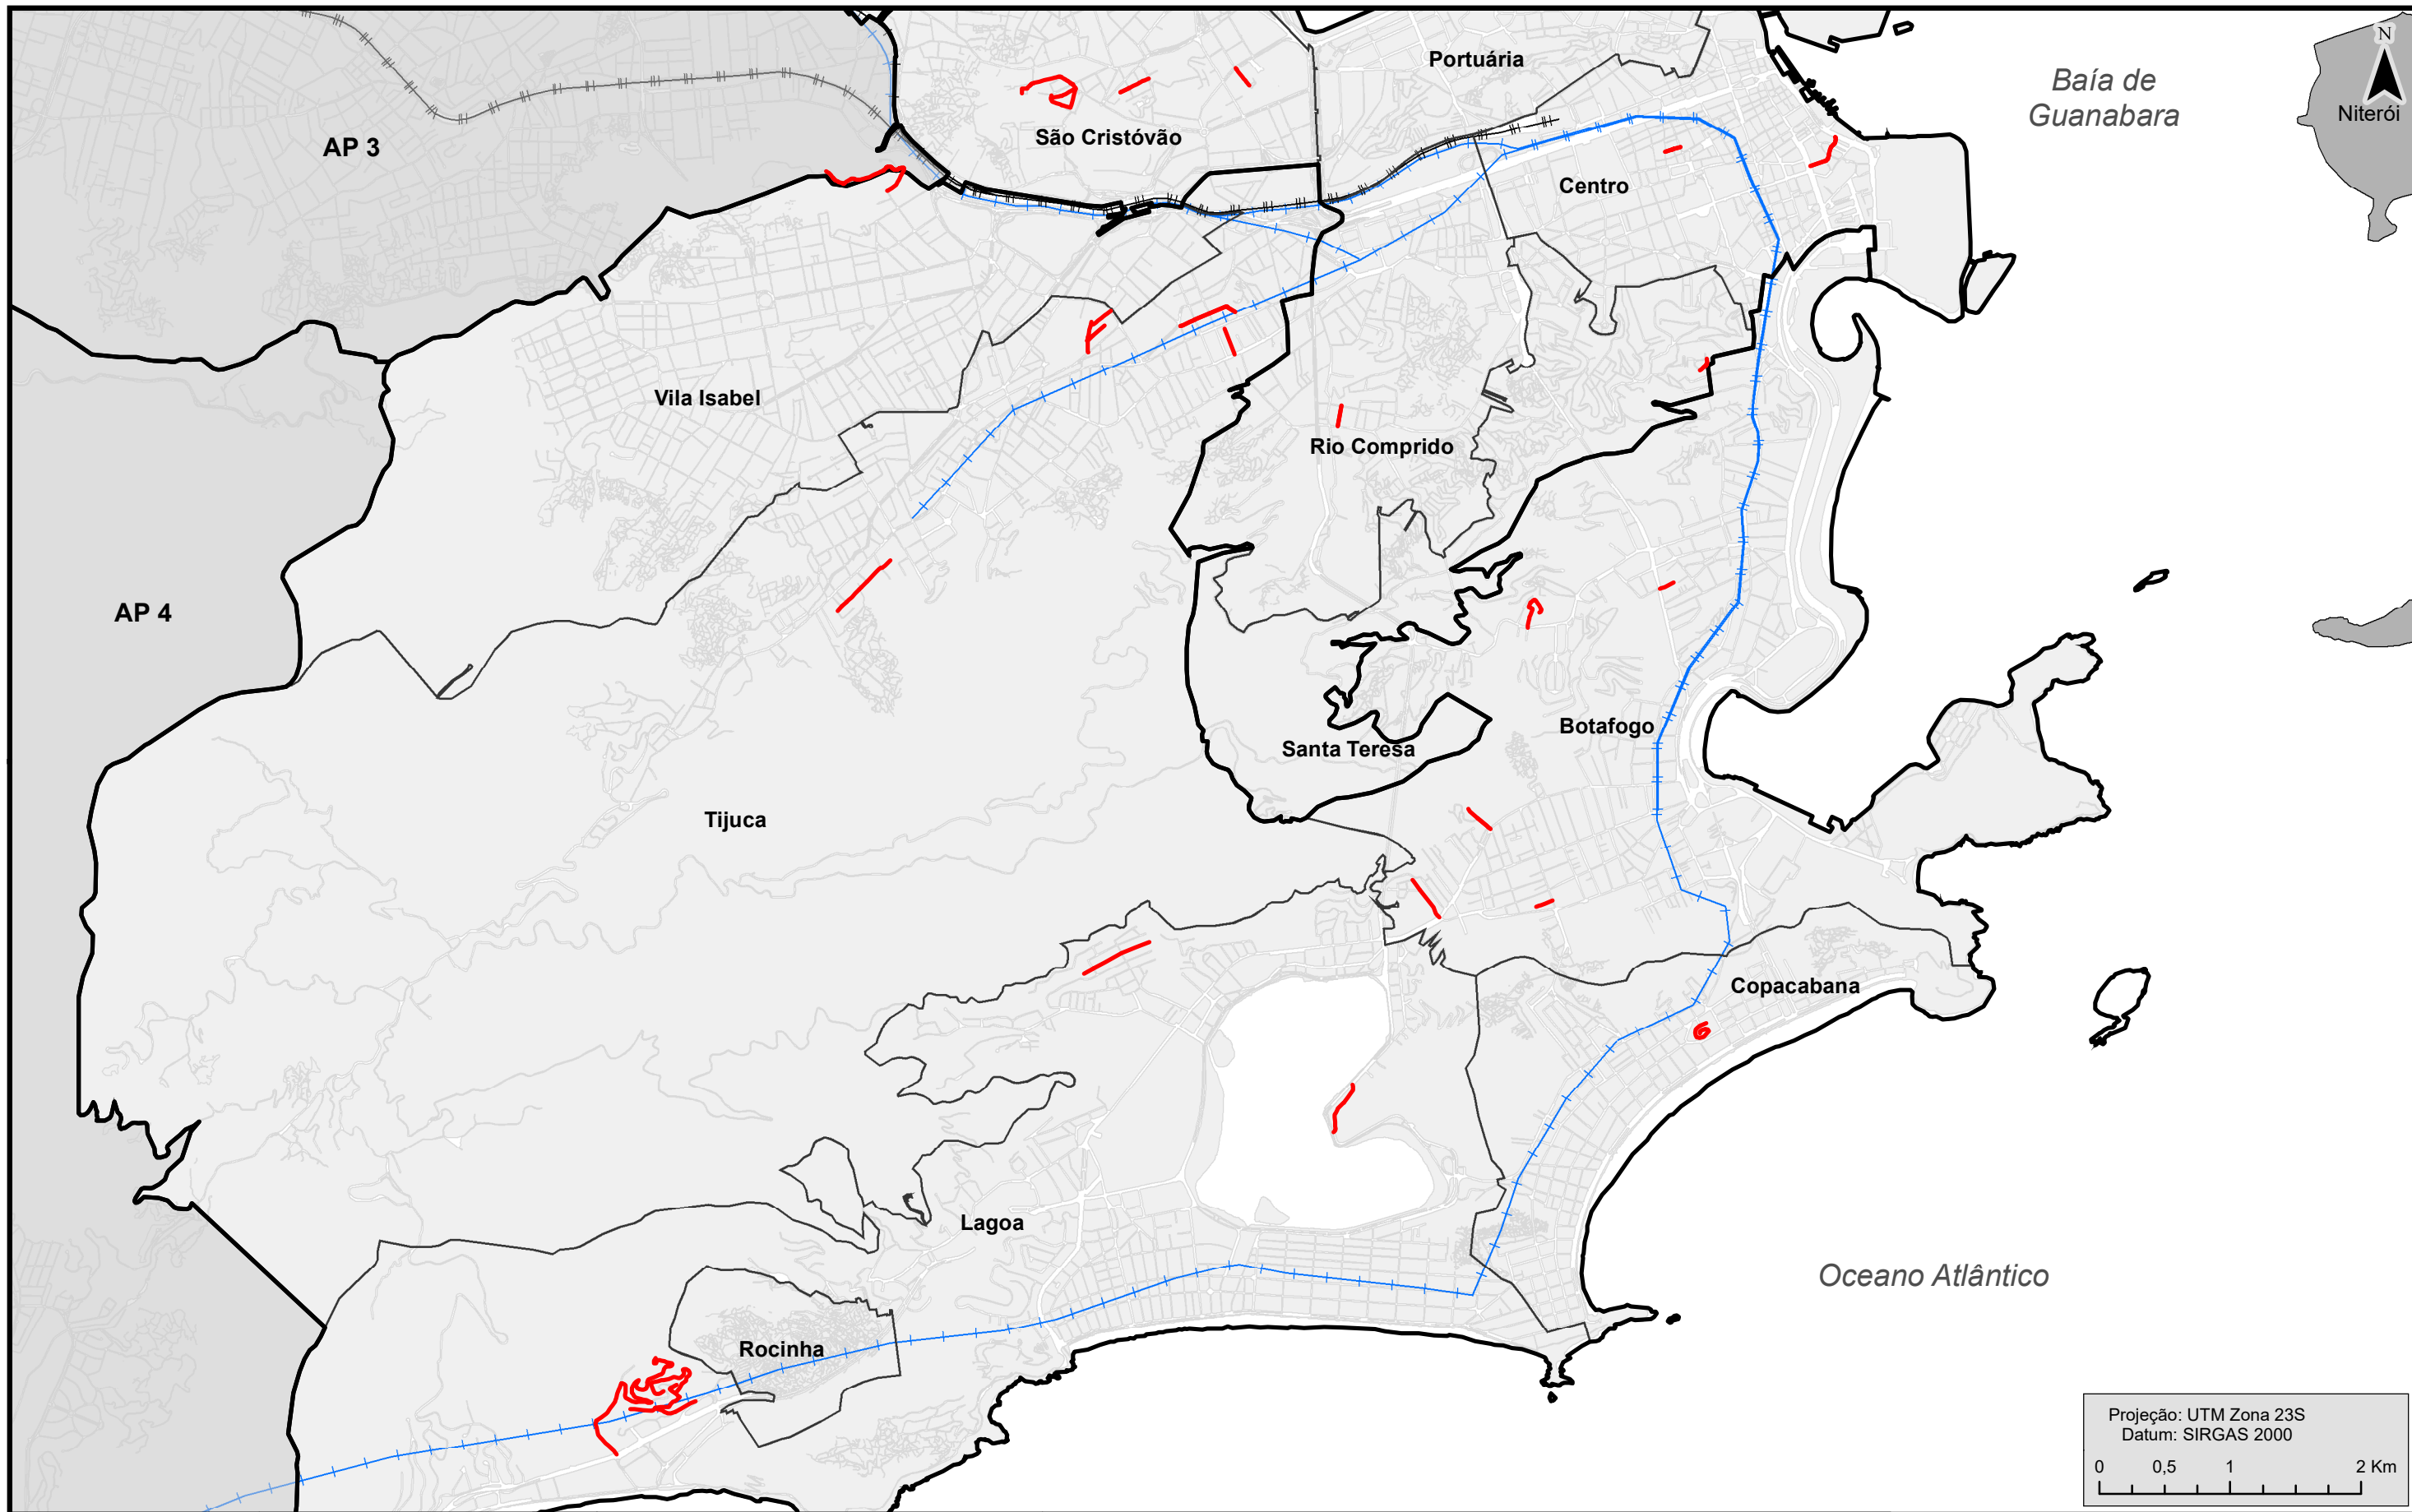 Portuária
Baía de
Guanabara
N
Niterói
AP 3
São Cristóvão
Centro
Vila Isabel
Rio Comprido
AP 4
Botafogo
Santa Teresa
Tijuca
Copacabana
Lagoa
Oceano Atlântico
Rocinha
Projeção: UTM Zona 23S
Datum: SIRGAS 2000
0 0,5 1 2 Km